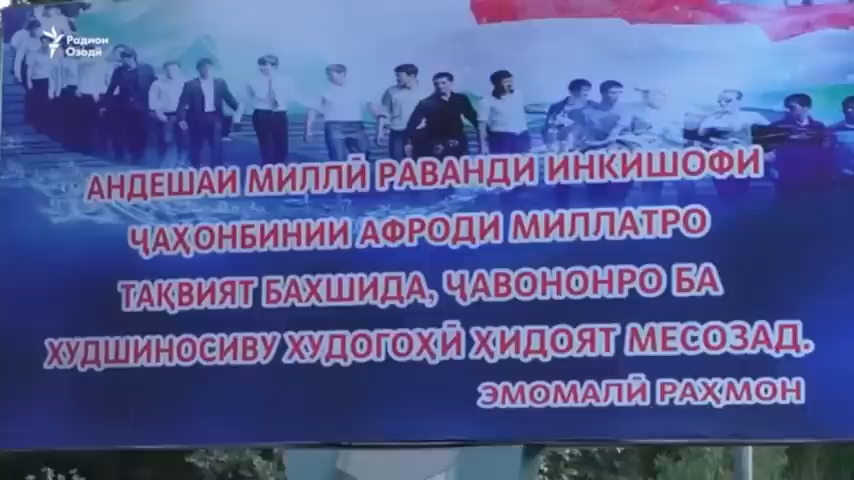 Радиои
Озодӣ
АНДЕШАИ МИЛЛӢ РАВАНДИ ИНКИШОФИ
ҶАҲОНБИНИИ АФРОДИ МИЛЛАТРО
ТАҚВИЯТ БАХШИДА, ҶАВОНОНРО БА
ХУДШИНОСИВУ ХУДОГОҲӢ ҲИДОЯТ МЕСОЗАД.
ЭМОМАЛӢ РАҲМОН